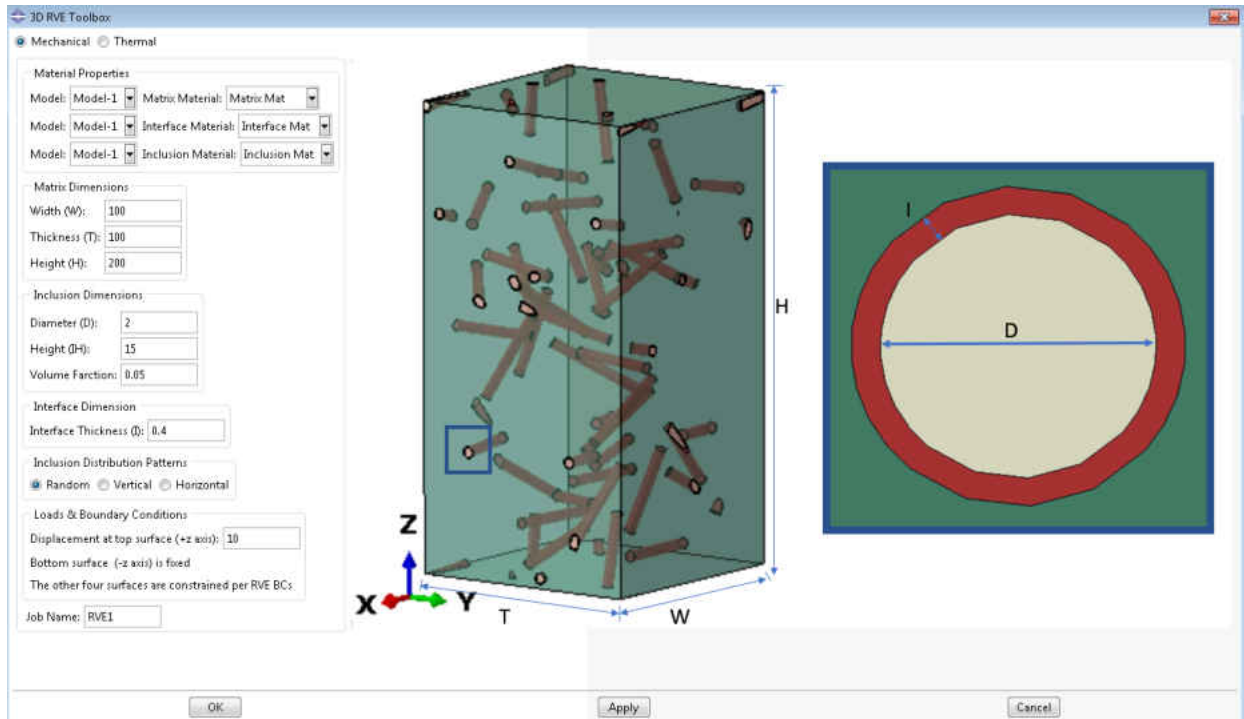 3D RVE Toolbox
Mechanical Thermal
Material Properties
Model: Model-1 Matrix Material: Matrix Mat
Model: Model-1 Interface Material: Interface Mat
Model: Model-1 Inclusion Material: Inclusion Mat
Matrix Dimensions
Width (W): 100
Thickness (T): 100
Height (H): 200
Inclusion Dimensions
Diameter (D): 2
Height (IH): 15
Volume Farction: 0.05
Interface Dimension
Interface Thickness (I): 0.4
Inclusion Distribution Patterns
Random Vertical Horizontal
Loads & Boundary Conditions
Displacement at top surface (+z axis): 10
Bottom surface (-z axis) is fixed
The other four surfaces are constrained per RVE BCs
Job Name: RVE1
H
Z
X
Y
T
W
I
D
OK Apply Cancel